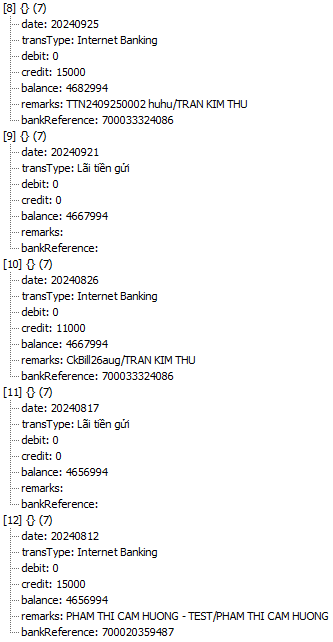 [8] {} (7)
date: 20240925
transType: Internet Banking
debit: 0
credit: 15000
balance: 4682994
remarks: TTN2409250002 huhu/TRAN KIM THU
bankReference: 700033324086
[9] {} (7)
date: 20240921
transType: Lãi tiền gửi
debit: 0
credit: 0
balance: 4667994
remarks:
bankReference:
[10] {} (7)
date: 20240826
transType: Internet Banking
debit: 0
credit: 11000
balance: 4667994
remarks: CkBill26aug/TRAN KIM THU
bankReference: 700033324086
[11] {} (7)
date: 20240817
transType: Lãi tiền gửi
debit: 0
credit: 0
balance: 4656994
remarks:
bankReference:
[12] {} (7)
date: 20240812
transType: Internet Banking
debit: 0
credit: 15000
balance: 4656994
remarks: PHAM THI CAM HUONG - TEST/PHAM THI CAM HUONG
bankReference: 700020359487